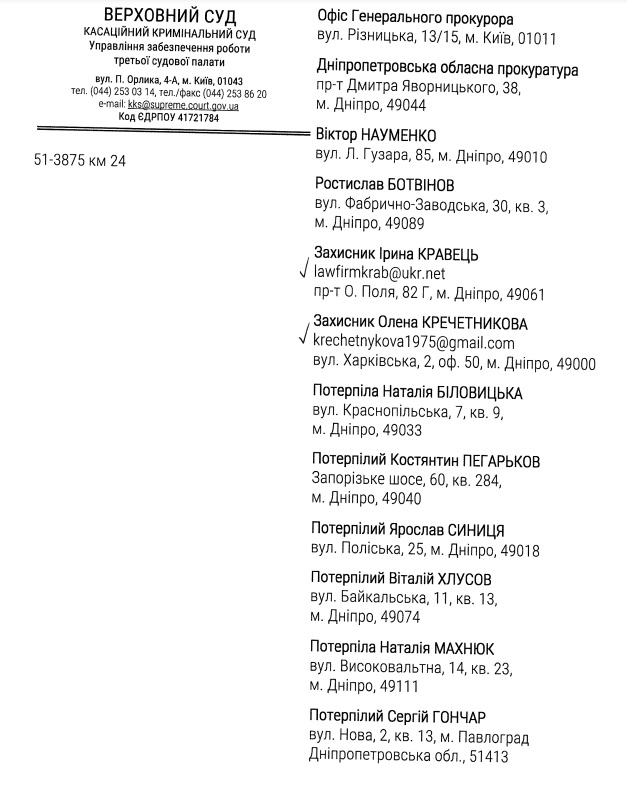 ВЕРХОВНИЙ СУД
КАСАЦІЙНИЙ КРИМІНАЛЬНИЙ СУД
Управління забезпечення роботи
третьої судової палати
вул. П. Орлика, 4-А, м. Київ, 01043
тел. (044) 253 03 14, тел./факс (044) 253 86 20
e-mail: kks@supreme.court.gov.ua
Код ЄДРПОУ 41721784
51-3875 км 24
Офіс Генерального прокурора
вул. Різницька, 13/15, м. Київ, 01011
Дніпропетровська обласна прокуратура
пр-т Дмитра Яворницького, 38,
м. Дніпро, 49044
Віктор НАУМЕНКО
вул. Л. Гузара, 85, м. Дніпро, 49010
Ростислав БОТВІНОВ
вул. Фабрично-Заводська, 30, кв. 3,
м. Дніпро, 49089
Захисник Ірина КРАВЕЦЬ
lawfirmkrab@ukr.net
пр-т О. Поля, 82 Г, м. Дніпро, 49061
Захисник Олена КРЕЧЕТНИКОВА
krechetnykova1975@gmail.com
вул. Харківська, 2, оф. 50, м. Дніпро, 49000
Потерпіла Наталія БІЛОВИЦЬКА
вул. Краснопільська, 7, кв. 9,
м. Дніпро, 49033
Потерпілий Костянтин ПЕГАРЬКОВ
Запорізьке шосе, 60, кв. 284,
м. Дніпро, 49040
Потерпілий Ярослав СИНИЦЯ
вул. Поліська, 25, м. Дніпро, 49018
Потерпілий Віталій ХЛУСОВ
вул. Байкальська, 11, кв. 13,
м. Дніпро, 49074
Потерпіла Наталія МАХНЮК
вул. Високовальтна, 14, кв. 23,
м. Дніпро, 49111
Потерпілий Сергій ГОНЧАР
вул. Нова, 2, кв. 13, м. Павлоград
Дніпропетровська обл., 51413